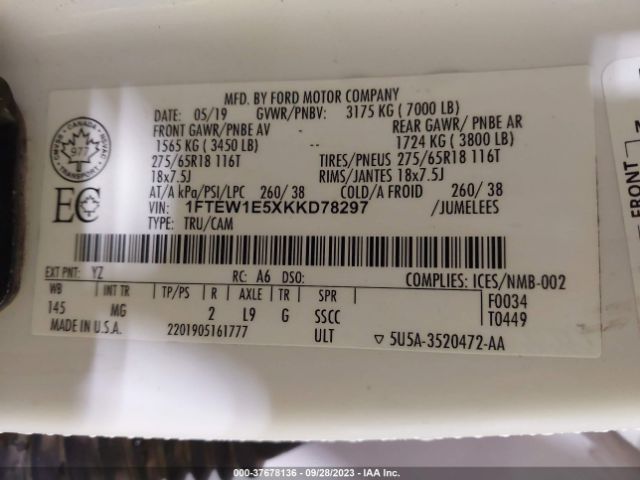 MFD. BY FORD MOTOR COMPANY
DATE: 05/19 GVWR/PNBV: 3175 KG ( 7000 LB)
FRONT GAWR/PNBE AV REAR GAWR/ PNBE AR
1565 KG ( 3450 LB) 1724 KG ( 3800 LB)
275/65R18 116T TIRES/PNEUS 275/65R18 116T
18x7.5J RIMS/JANTES 18x7.5J
AT/A kPa/PSI/LPC 260/ 38 COLD/A FROID 260/ 38
VIN: 1FTEW1E5XKKD78297 /JUMELEES
TYPE: TRU/CAM
CANADA
977
EC
EXT PNT: YZ RC: A6 DSO: COMPLIES: ICES/NMB-002
WB INT TR TP/PS R AXLE TR SPR F0034
145 MG 2 L9 G SSCC T0449
MADE IN U.S.A. 2201905161777 ULT ▽ 5U5A-3520472-AA
FRONT
000-37678136 - 09/28/2023 - IAA Inc.